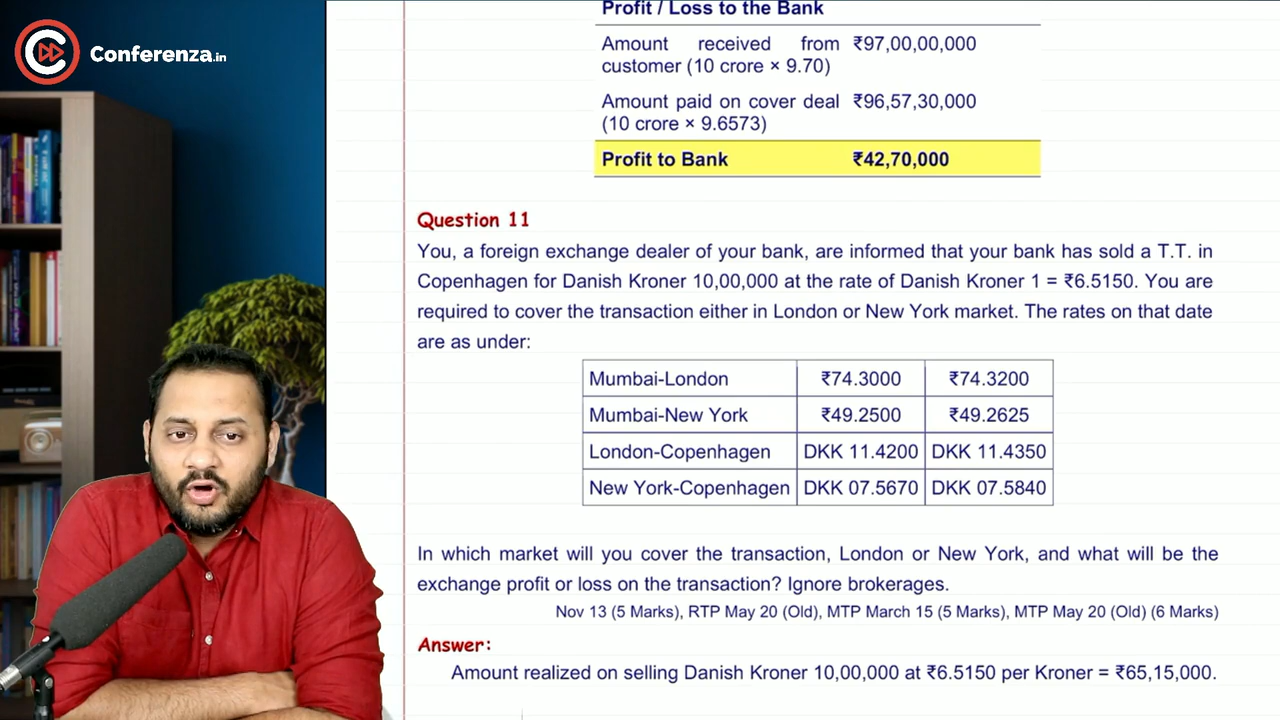 Conferenza.in
Profit / Loss to the Bank
Amount received from ₹97,00,00,000
customer (10 crore × 9.70)
Amount paid on cover deal ₹96,57,30,000
(10 crore × 9.6573)
Profit to Bank ₹42,70,000
Question 11
You, a foreign exchange dealer of your bank, are informed that your bank has sold a T.T. in
Copenhagen for Danish Kroner 10,00,000 at the rate of Danish Kroner 1 = ₹6.5150. You are
required to cover the transaction either in London or New York market. The rates on that date
are as under:
Mumbai-London ₹74.3000 ₹74.3200
Mumbai-New York ₹49.2500 ₹49.2625
London-Copenhagen DKK 11.4200 DKK 11.4350
New York-Copenhagen DKK 07.5670 DKK 07.5840
In which market will you cover the transaction, London or New York, and what will be the
exchange profit or loss on the transaction? Ignore brokerages.
Nov 13 (5 Marks), RTP May 20 (Old), MTP March 15 (5 Marks), MTP May 20 (Old) (6 Marks)
Answer:
Amount realized on selling Danish Kroner 10,00,000 at ₹6.5150 per Kroner = ₹65,15,000.